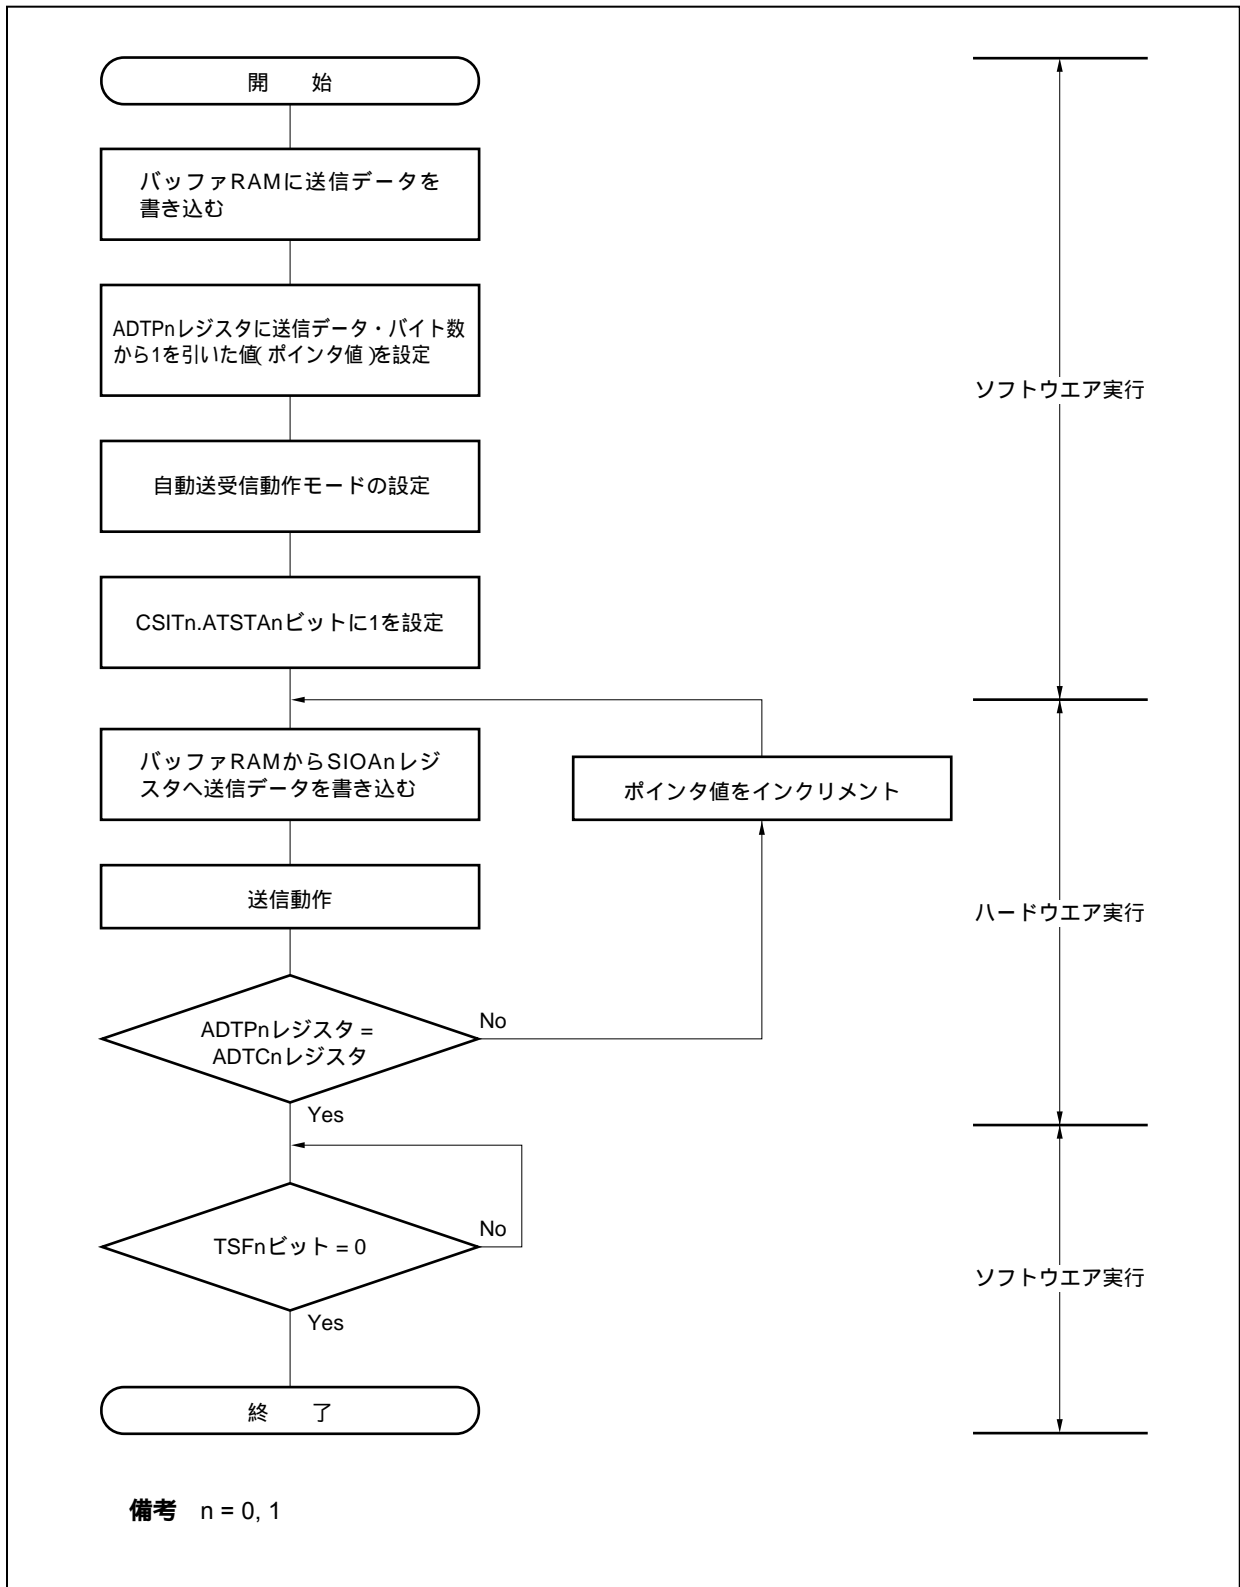 開 始
バッファRAMに送信データを
書き込む
ADTPnレジスタに送信データ・バイト数
から1を引いた値(ポインタ値)を設定
ソフトウエア実行
自動送受信動作モードの設定
CSITn.ATSTAnビットに1を設定
バッファRAMからSIOAnレジ
スタへ送信データを書き込む
ポインタ値をインクリメント
送信動作
ハードウエア実行
ADTPnレジスタ =
ADTCnレジスタ
No
Yes
TSFnビット = 0
No
ソフトウエア実行
Yes
終 了
備考 n = 0, 1